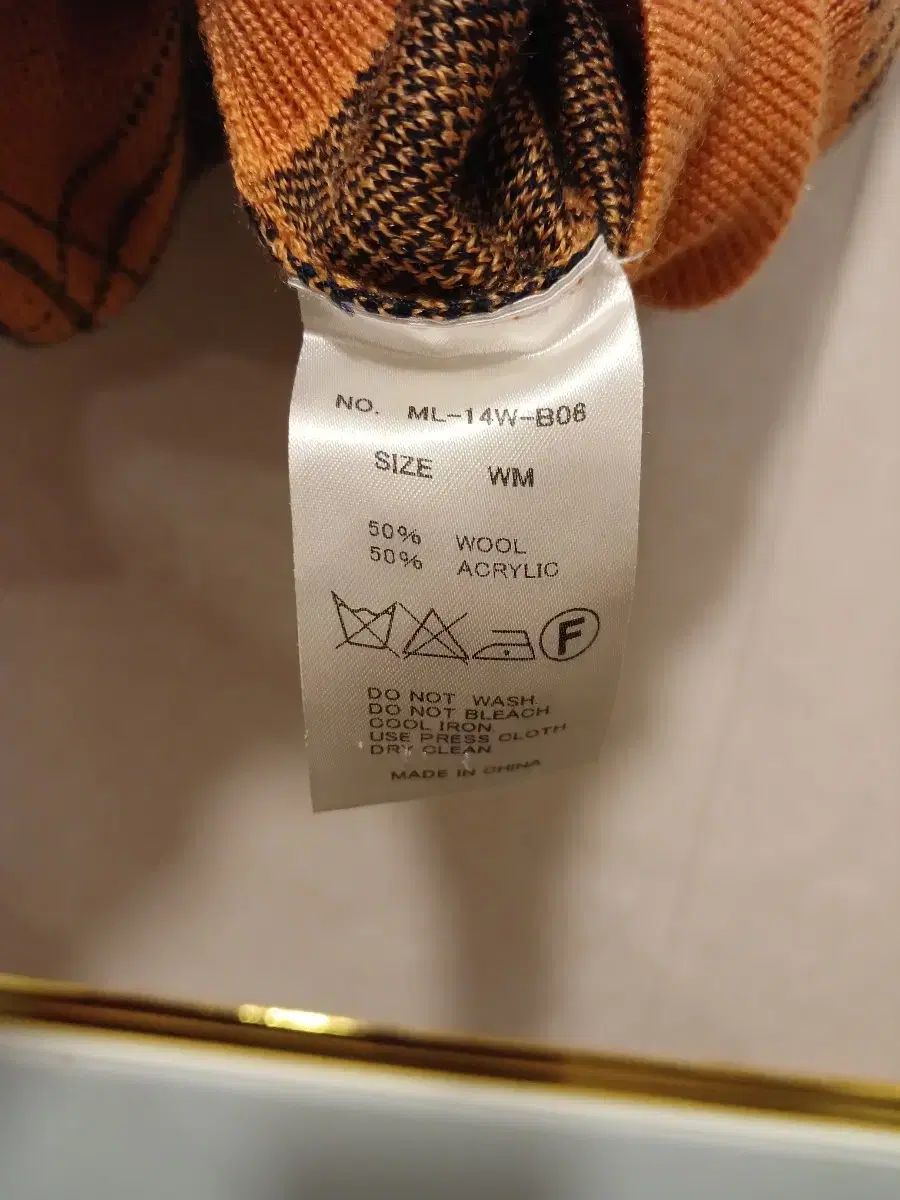 NO. ML-14W-B06
SIZE WM
50% WOOL
50% ACRYLIC
F
DO NOT WASH.
DO NOT BLEACH
COOL IRON
USE PRESS CLOTH
DRY CLEAN
MADE IN CHINA